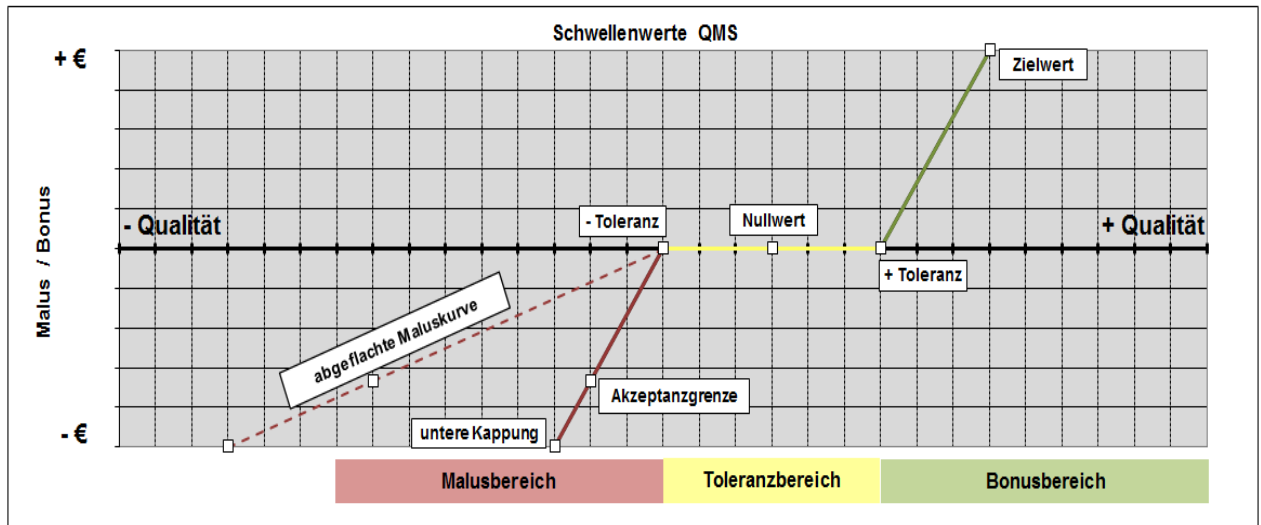 Schwellenwerte QMS
+ €
Zielwert
Malus / Bonus
- Qualität
- Toleranz
Nullwert
+ Qualität
+ Toleranz
abgeflachte Maluskurve
Akzeptanzgrenze
untere Kappung
- €
Malusbereich
Toleranzbereich
Bonusbereich